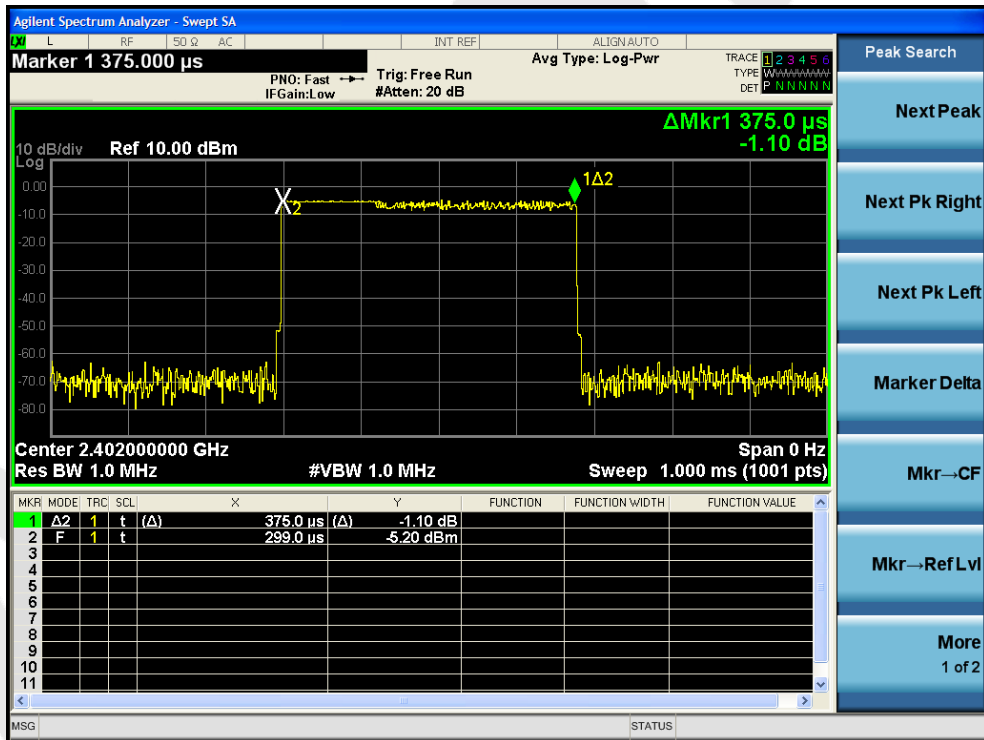 Agilent Spectrum Analyzer - Swept SA
LXI L RF 50 Ω AC INT REF ALIGNAUTO
Marker 1 375.000 µs
PNO: Fast
IFGain:Low
Trig: Free Run
#Atten: 20 dB
Avg Type: Log-Pwr
TRACE 1 2 3 4 5 6
TYPE W
DET P N N N N N
ΔMkr1 375.0 µs
-1.10 dB
10 dB/div Ref 10.00 dBm
Log
0.00
-10.0
-20.0
-30.0
-40.0
-50.0
-60.0
-70.0
-80.0
X2
1Δ2
Center 2.402000000 GHz Span 0 Hz
Res BW 1.0 MHz #VBW 1.0 MHz Sweep 1.000 ms (1001 pts)
MKR MODE TRC SCL X Y FUNCTION FUNCTION WIDTH FUNCTION VALUE
1 Δ2 1 t (Δ) 375.0 µs (Δ) -1.10 dB
2 F 1 t 299.0 µs -5.20 dBm
3
4
5
6
7
8
9
10
11
MSG STATUS
Peak Search
Next Peak
Next Pk Right
Next Pk Left
Marker Delta
Mkr→CF
Mkr→Ref Lvl
More
1 of 2